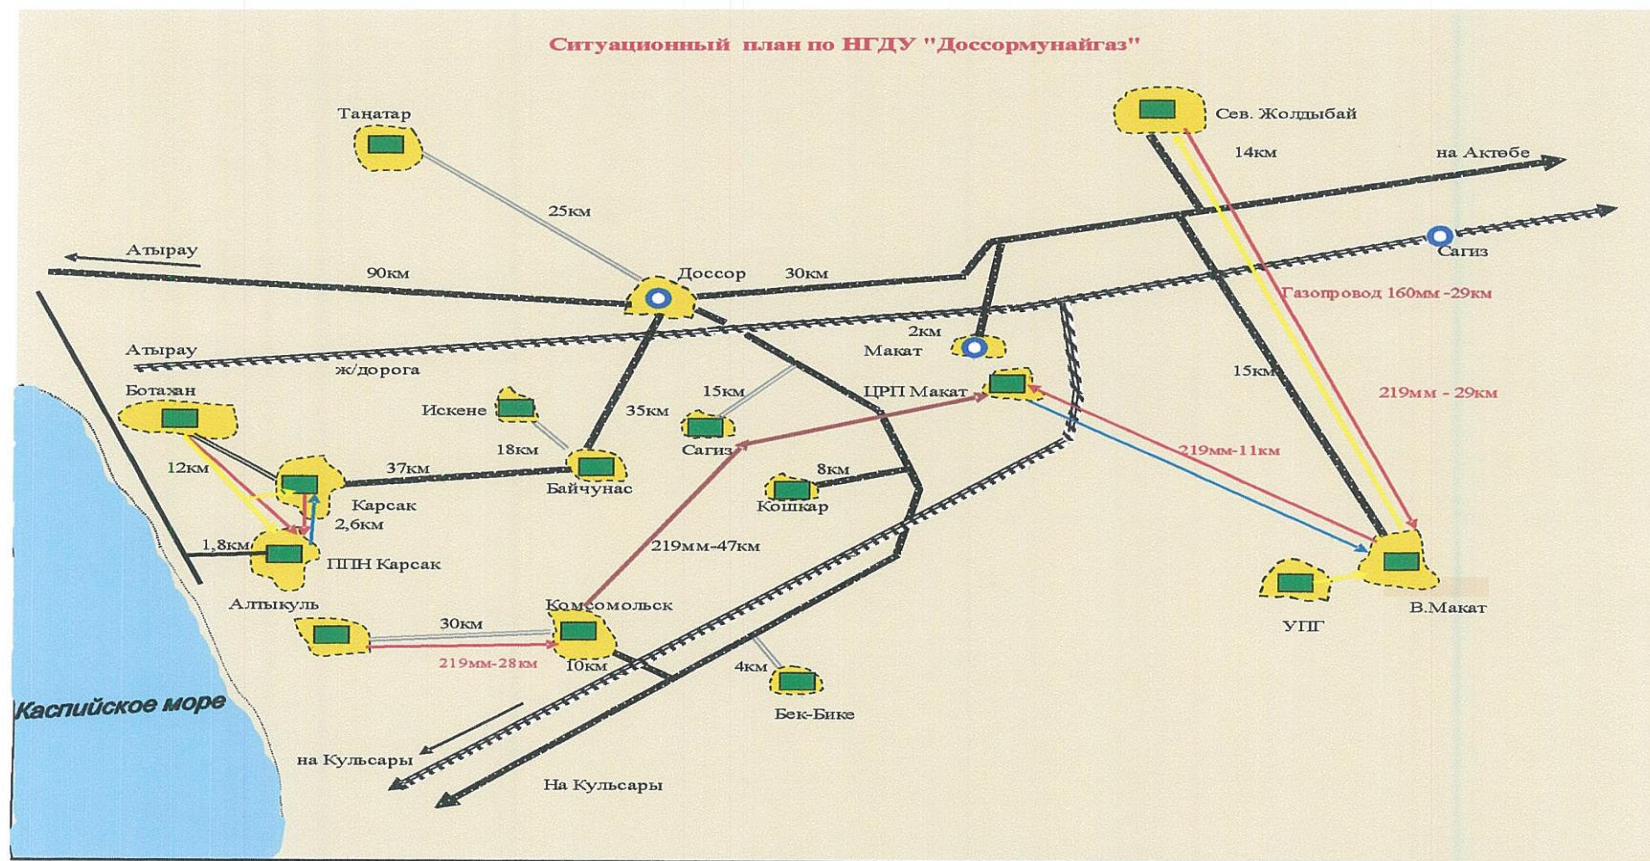 Ситуационный план по НГДУ "Доссормунайгаз"
Таңатар
Сев. Жолдыбай
14км
на Актөбе
25км
Атырау
90км
Доссор
30км
Сагиз
Газопровод 160мм -29км
Атырау
ж/дорога
2км
Макат
Ботахан
Искене
35км
15км
ЦРП Макат
15км
219мм - 29км
12км
37км
18км
Байчунас
Сагиз
219мм-11км
Карсак
8км
Кошкар
2,6км
1,8км
ППН Карсак
219мм-47км
Алтыкуль
Комсомольск
30км
219мм-28км
10км
4км
УПГ
В.Макат
Каспийское море
Бек-Бике
на Кульсары
На Кульсары